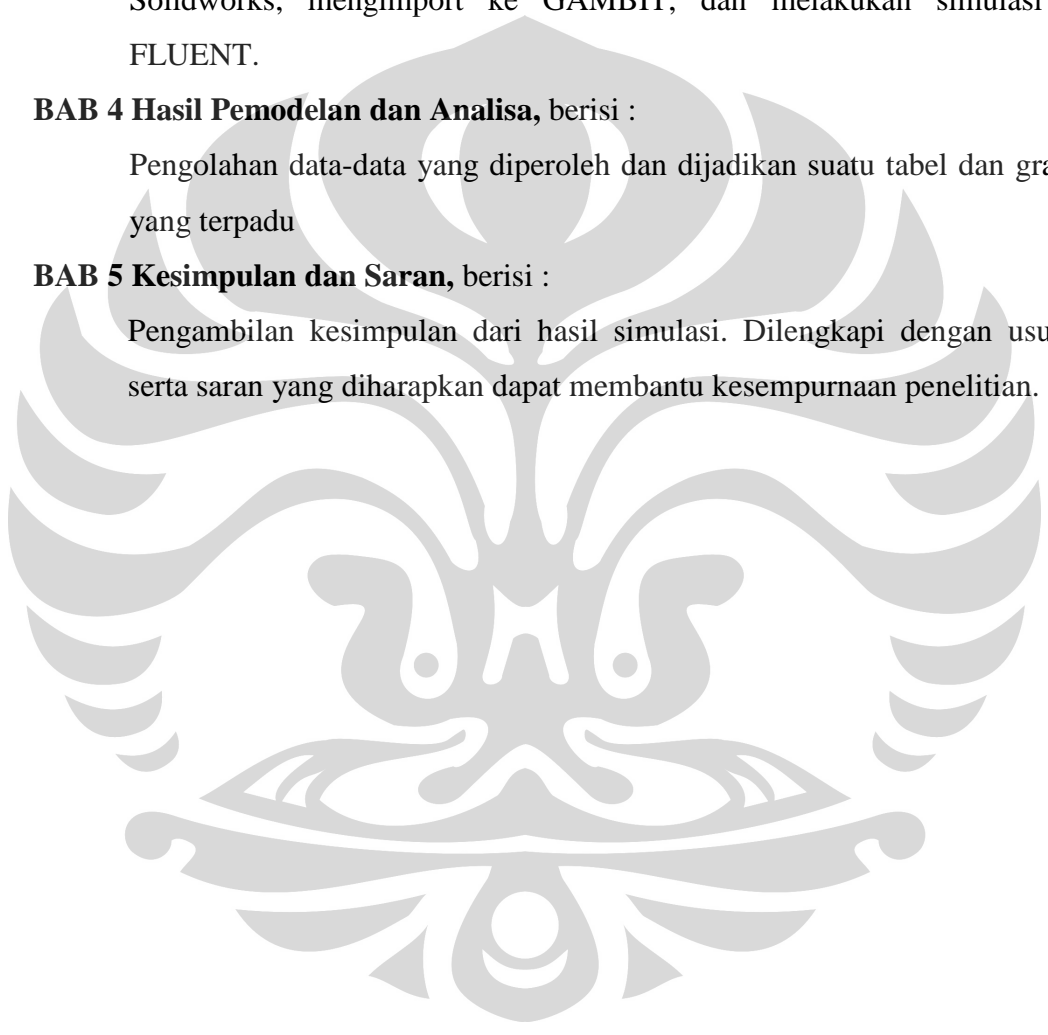 Solidworks, mengimport ke GAMBIT, dan melakukan simulasi
FLUENT.
BAB 4 Hasil Pemodelan dan Analisa, berisi :
Pengolahan data-data yang diperoleh dan dijadikan suatu tabel dan gra
yang terpadu
BAB 5 Kesimpulan dan Saran, berisi :
Pengambilan kesimpulan dari hasil simulasi. Dilengkapi dengan usu
serta saran yang diharapkan dapat membantu kesempurnaan penelitian.